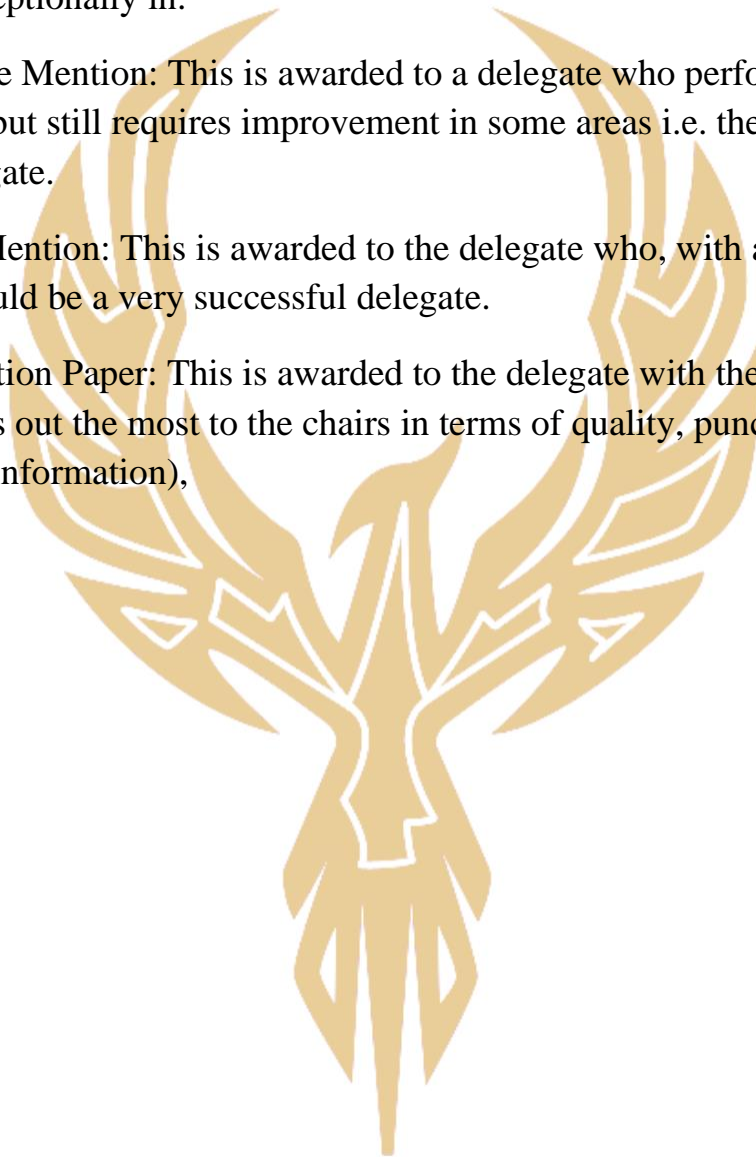 eptionally in.
e Mention: This is awarded to a delegate who perfo
but still requires improvement in some areas i.e. the
gate.
Mention: This is awarded to the delegate who, with a
uld be a very successful delegate.
tion Paper: This is awarded to the delegate with the
s out the most to the chairs in terms of quality, punc
information),